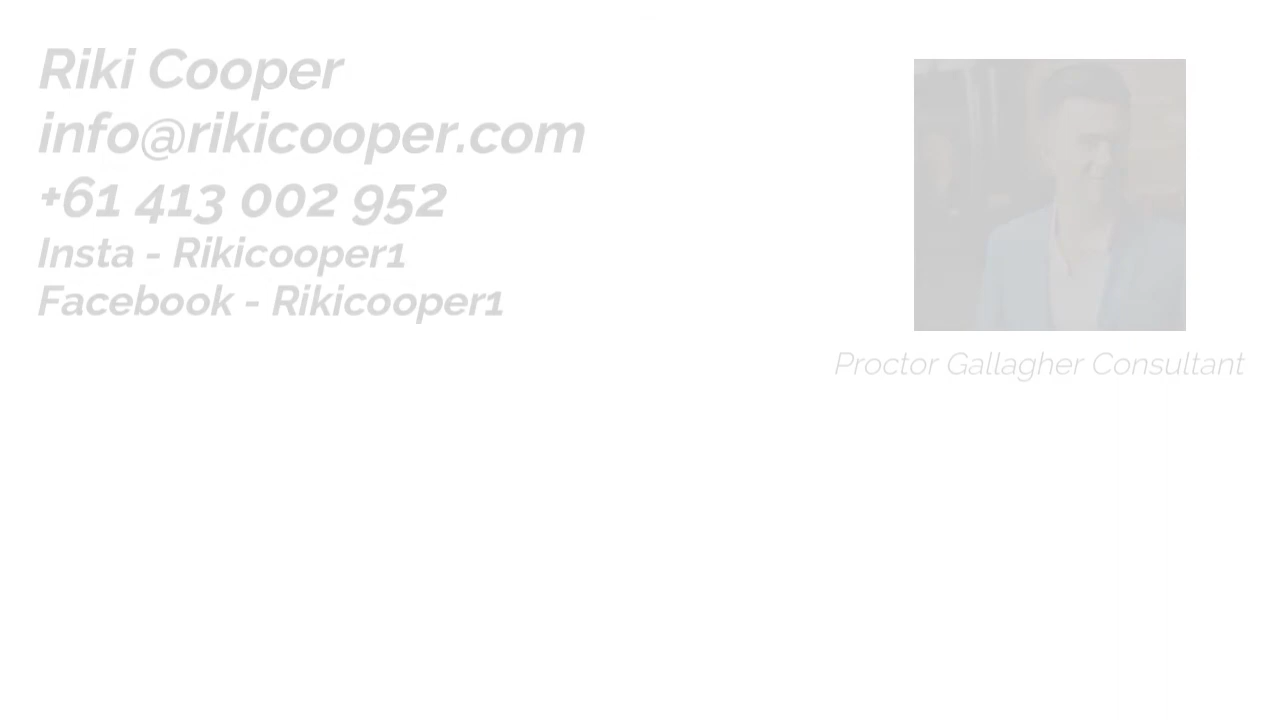 Riki Cooper
info@rikicooper.com
+61 413 002 952
Insta - Rikicooper1
Facebook - Rikicooper1
Proctor Gallagher Consultant